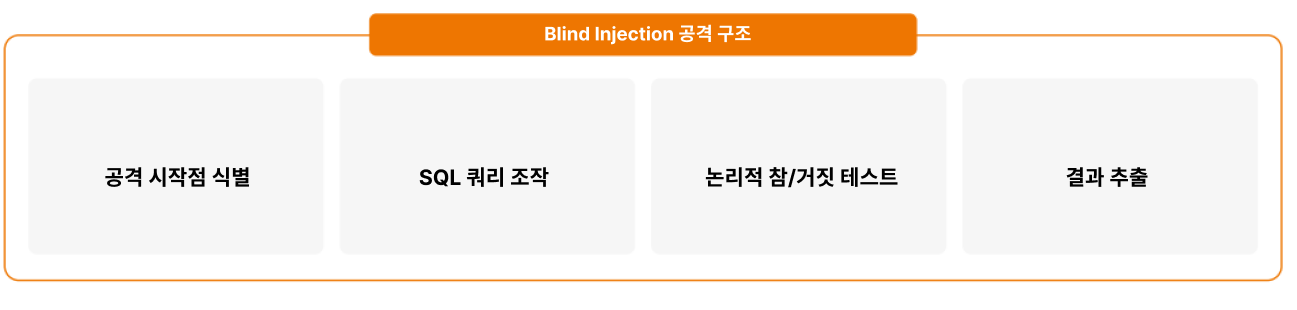 Blind Injection 공격 구조
공격 시작점 식별
SQL 쿼리 조작
논리적 참/거짓 테스트
결과 추출